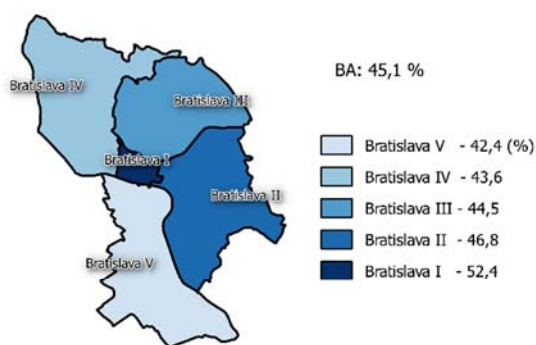 Bratislava IV
Bratislava III
Bratislava I
Bratislava II
Bratislava V
BA: 45,1 %
Bratislava V - 42,4 (%)
Bratislava IV - 43,6
Bratislava III - 44,5
Bratislava II - 46,8
Bratislava I - 52,4